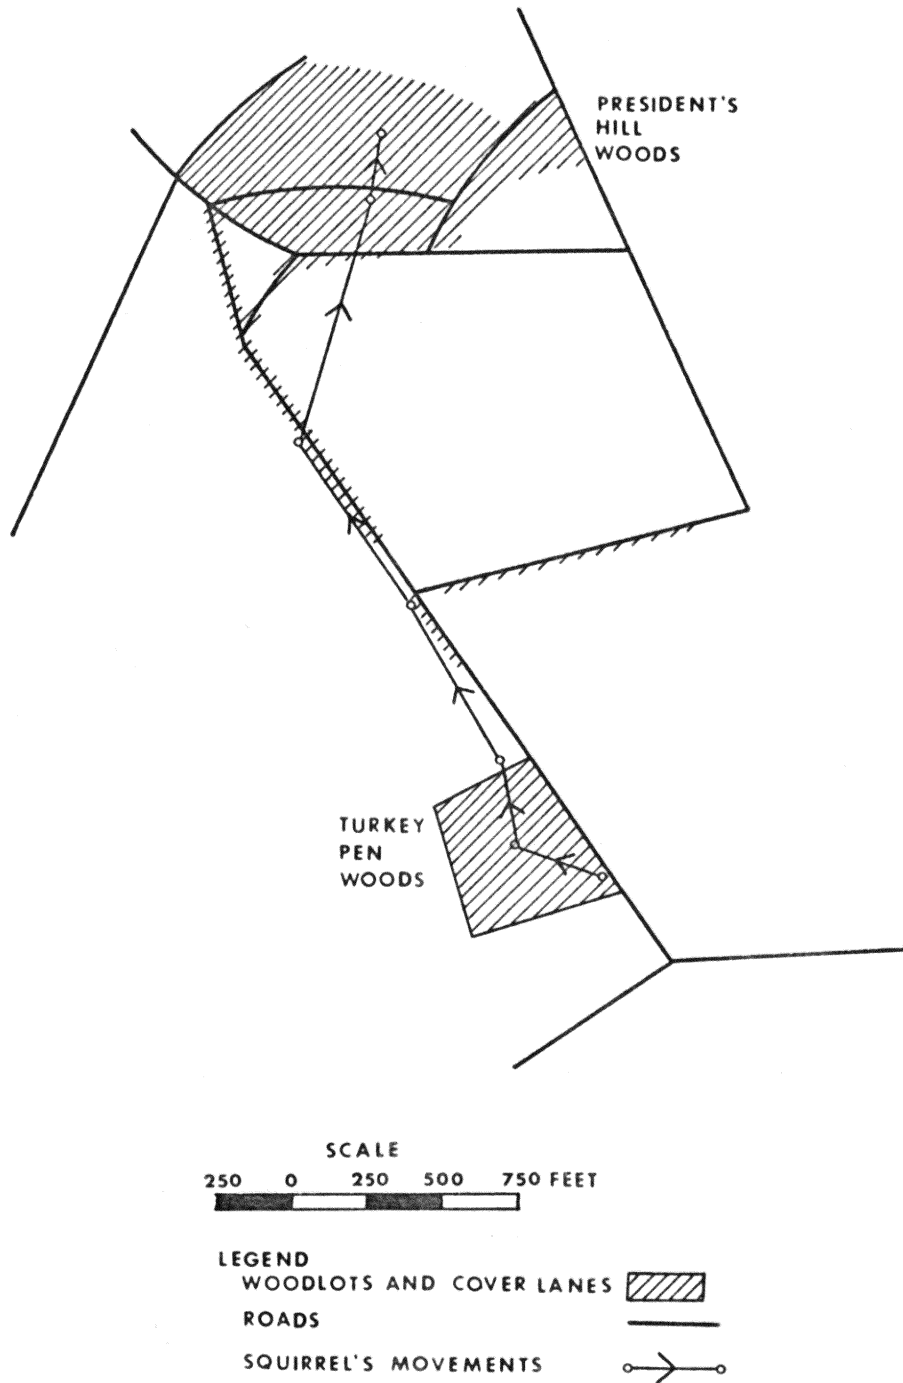 PRESIDENT'S
HILL
WOODS
TURKEY
PEN
WOODS
SCALE
250 0 250 500 750 FEET
LEGEND
WOODLOTS AND COVER LANES
ROADS
SQUIRREL'S MOVEMENTS